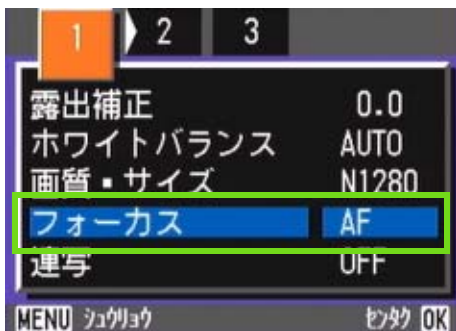 1 2 3
露出補正 0.0
ホワイトバランス AUTO
画質・サイズ N1280
フォーカス AF
連写 OFF
MENU ｼｭｳﾘｮｳ ｾﾝﾀｸ OK